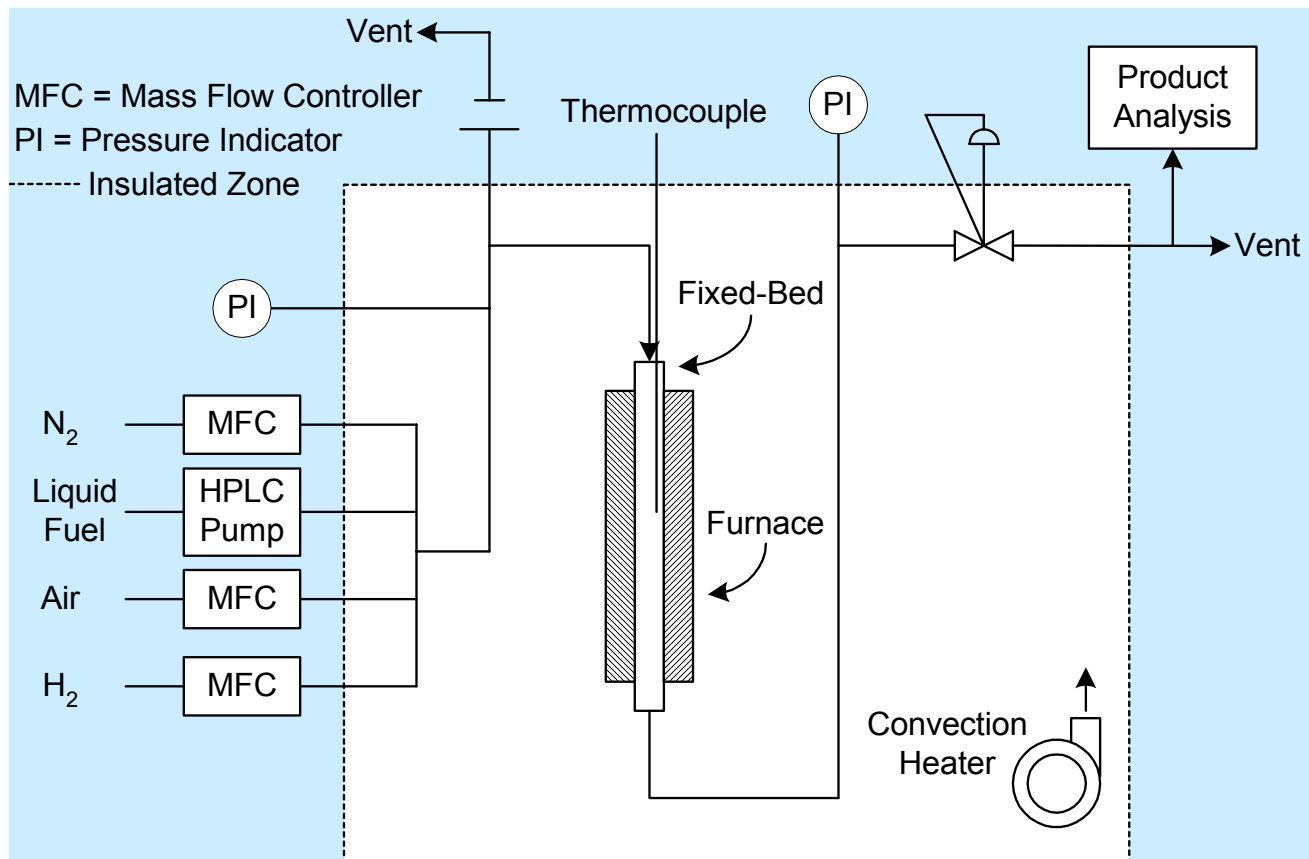 Vent
MFC = Mass Flow Controller
PI = Pressure Indicator
Insulated Zone
Thermocouple
PI
Product
Analysis
Vent
PI
Fixed-Bed
N2
MFC
Liquid
Fuel
HPLC
Pump
Furnace
Air
MFC
H2
MFC
Convection
Heater